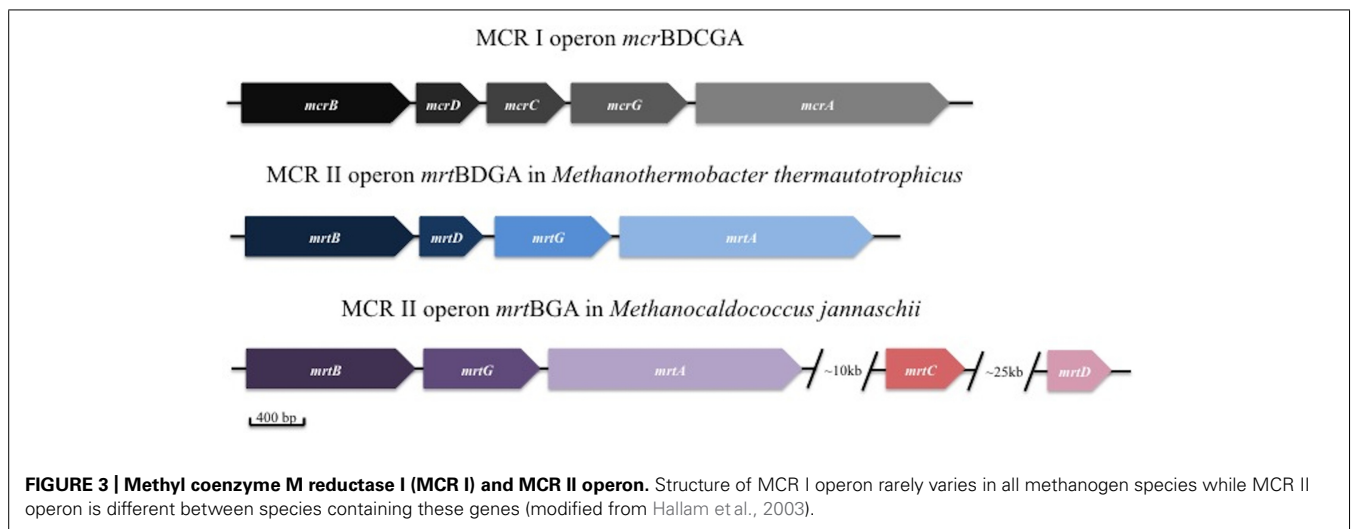 MCR I operon mcrBDCGA
mcrB mcrD mcrC mcrG mcrA
MCR II operon mrtBDGA in Methanothermobacter thermautotrophicus
mrtB mrtD mrtG mrtA
MCR II operon mrtBGA in Methanocaldococcus jannaschii
mrtB mrtG mrtA ~10kb mrtC ~25kb mrtD
400 bp
FIGURE 3 | Methyl coenzyme M reductase I (MCR I) and MCR II operon. Structure of MCR I operon rarely varies in all methanogen species while MCR II
operon is different between species containing these genes (modified from Hallam et al., 2003).